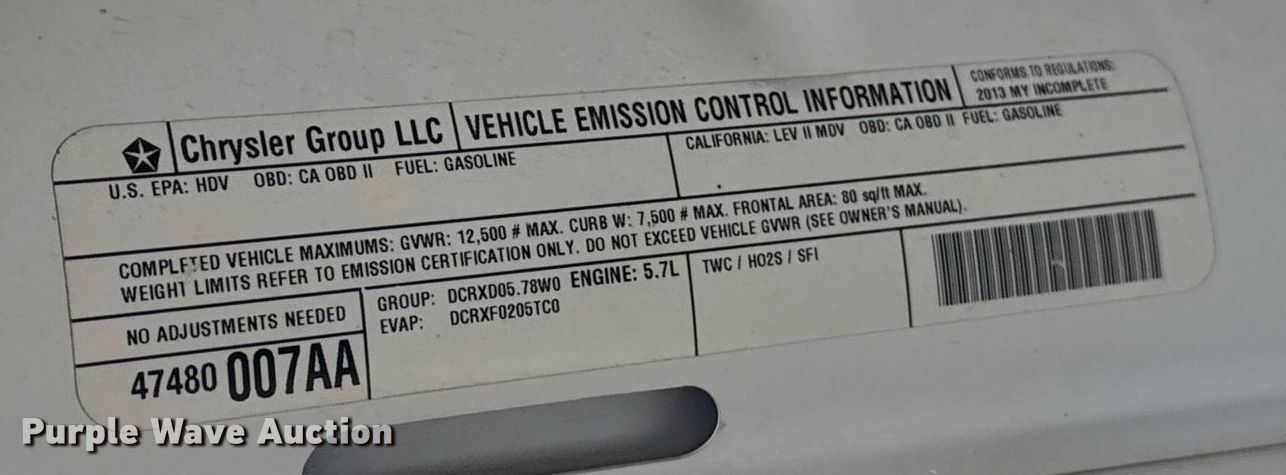 Chrysler Group LLC
VEHICLE EMISSION CONTROL INFORMATION
CONFORMS TO REGULATIONS:
2013 MY INCOMPLETE
U.S. EPA: HDV OBD: CA OBD II FUEL: GASOLINE
CALIFORNIA: LEV II MDV OBD: CA OBD II FUEL: GASOLINE
COMPLETED VEHICLE MAXIMUMS: GVWR: 12,500 # MAX. CURB W: 7,500 # MAX. FRONTAL AREA: 80 sq/ft MAX.
WEIGHT LIMITS REFER TO EMISSION CERTIFICATION ONLY. DO NOT EXCEED VEHICLE GVWR (SEE OWNER'S MANUAL).
NO ADJUSTMENTS NEEDED
47480 007AA
GROUP: DCRXD05.78W0 ENGINE: 5.7L
EVAP: DCRXF0205TC0
TWC / HO2S / SFI
Purple Wave Auction